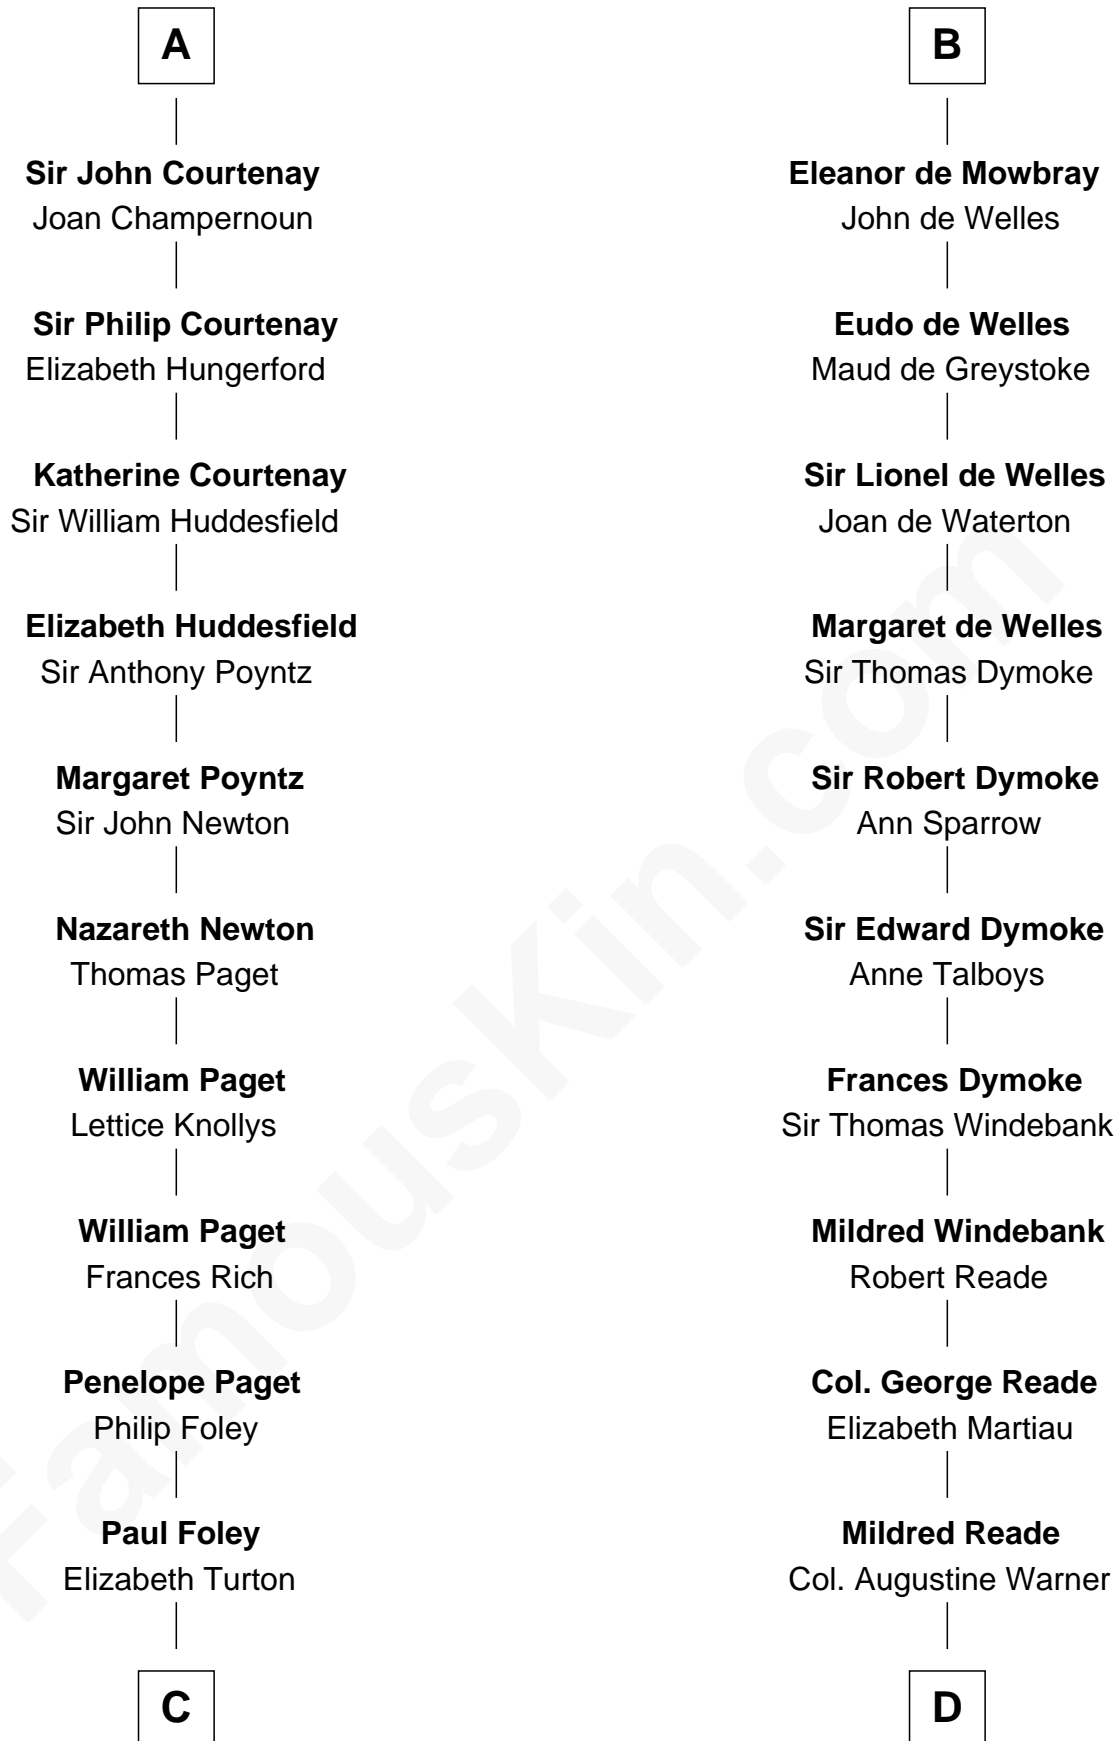 A
Sir John Courtenay
Joan Champernoun
Sir Philip Courtenay
Elizabeth Hungerford
Katherine Courtenay
Sir William Huddesfield
Elizabeth Huddesfield
Sir Anthony Poyntz
Margaret Poyntz
Sir John Newton
Nazareth Newton
Thomas Paget
William Paget
Lettice Knollys
William Paget
Frances Rich
Penelope Paget
Philip Foley
Paul Foley
Elizabeth Turton
C
B
Eleanor de Mowbray
John de Welles
Eudo de Welles
Maud de Greystoke
Sir Lionel de Welles
Joan de Waterton
Margaret de Welles
Sir Thomas Dymoke
Sir Robert Dymoke
Ann Sparrow
Sir Edward Dymoke
Anne Talboys
Frances Dymoke
Sir Thomas Windebank
Mildred Windebank
Robert Reade
Col. George Reade
Elizabeth Martiau
Mildred Reade
Col. Augustine Warner
D
FamousKin.com